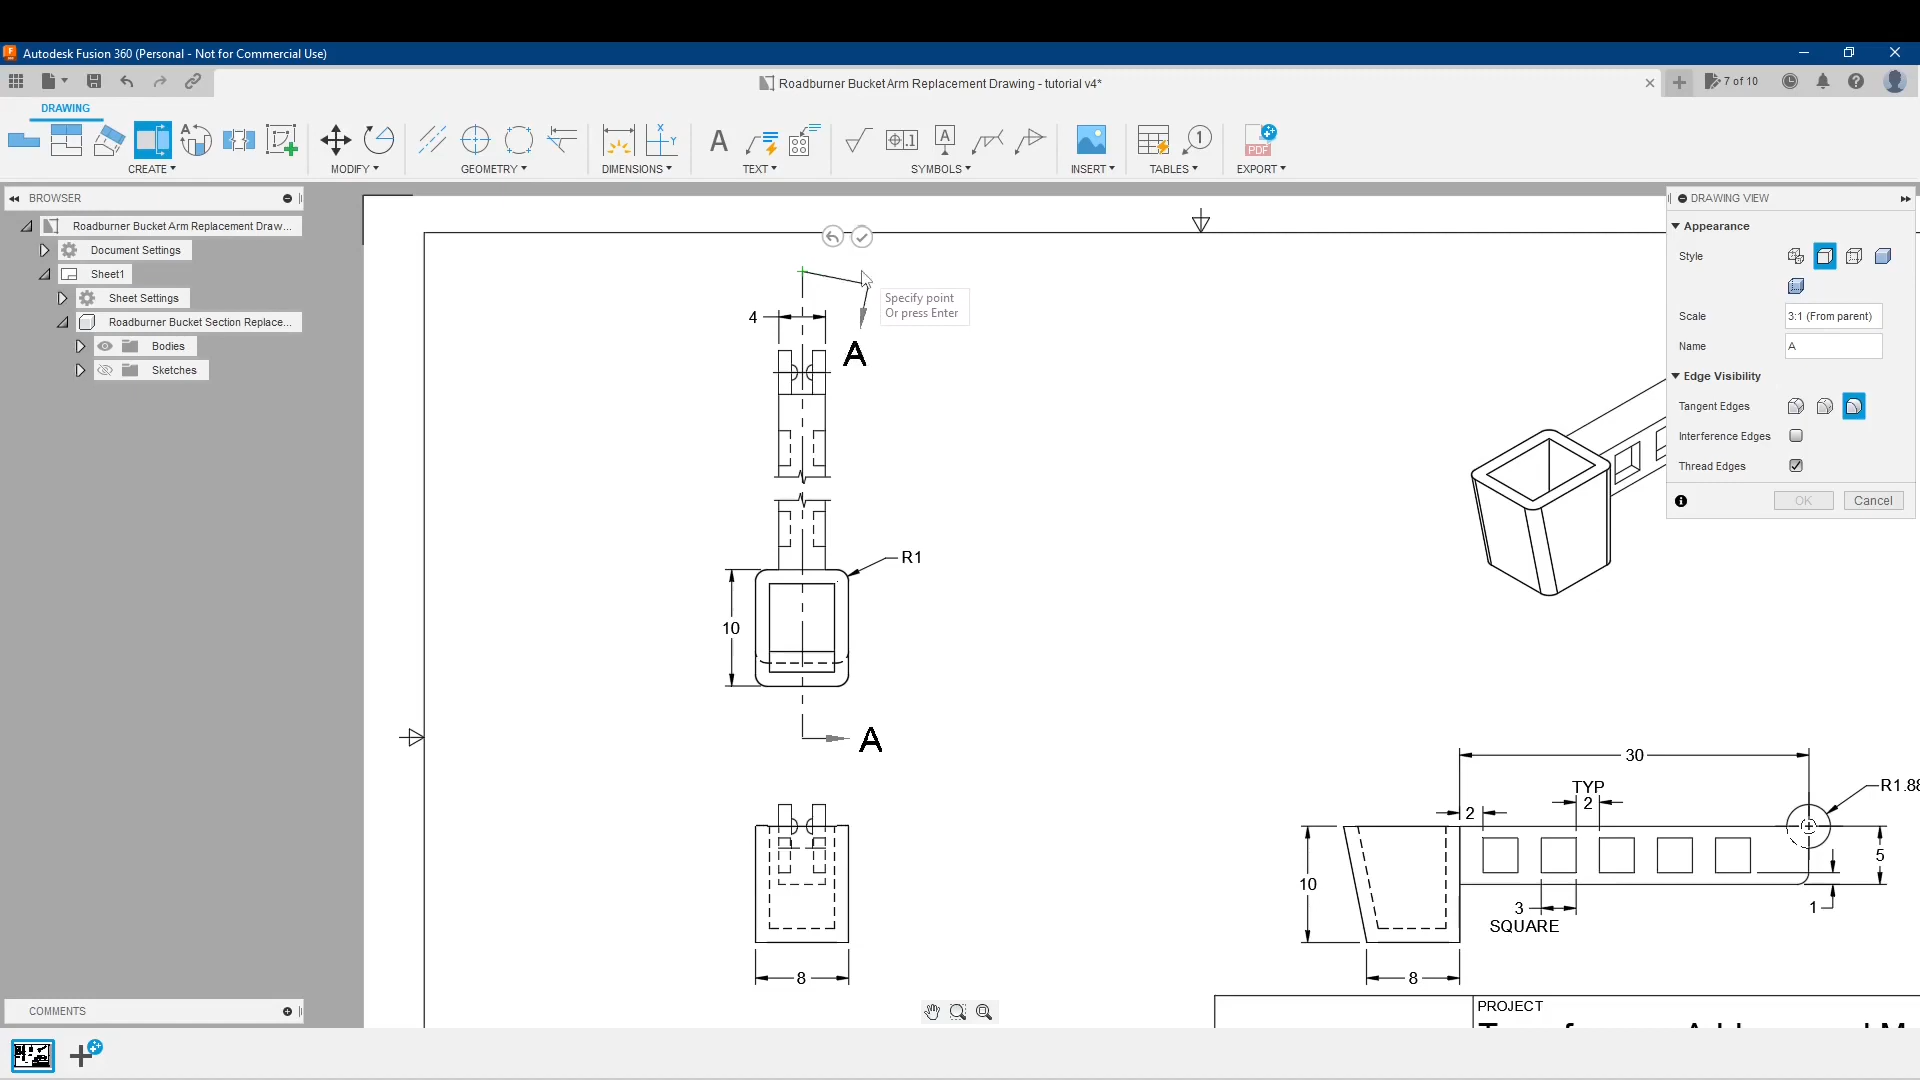 Autodesk Fusion 360 (Personal - Not for Commercial Use)
Roadburner Bucket Arm Replacement Drawing - tutorial v4*
7 of 10
DRAWING
CREATE
MODIFY
GEOMETRY
DIMENSIONS
TEXT
SYMBOLS
INSERT
TABLES
EXPORT
BROWSER
Roadburner Bucket Arm Replacement Draw...
Document Settings
Sheet1
Sheet Settings
Roadburner Bucket Section Replace...
Bodies
Sketches
DRAWING VIEW
Appearance
Style
Scale
3:1 (From parent)
Name
A
Edge Visibility
Tangent Edges
Interference Edges
Thread Edges
OK
Cancel
Specify point
Or press Enter
4
A
R1
10
A
8
30
TYP
2
2
R1.88
10
5
3
SQUARE
1
8
PROJECT
COMMENTS
PDF